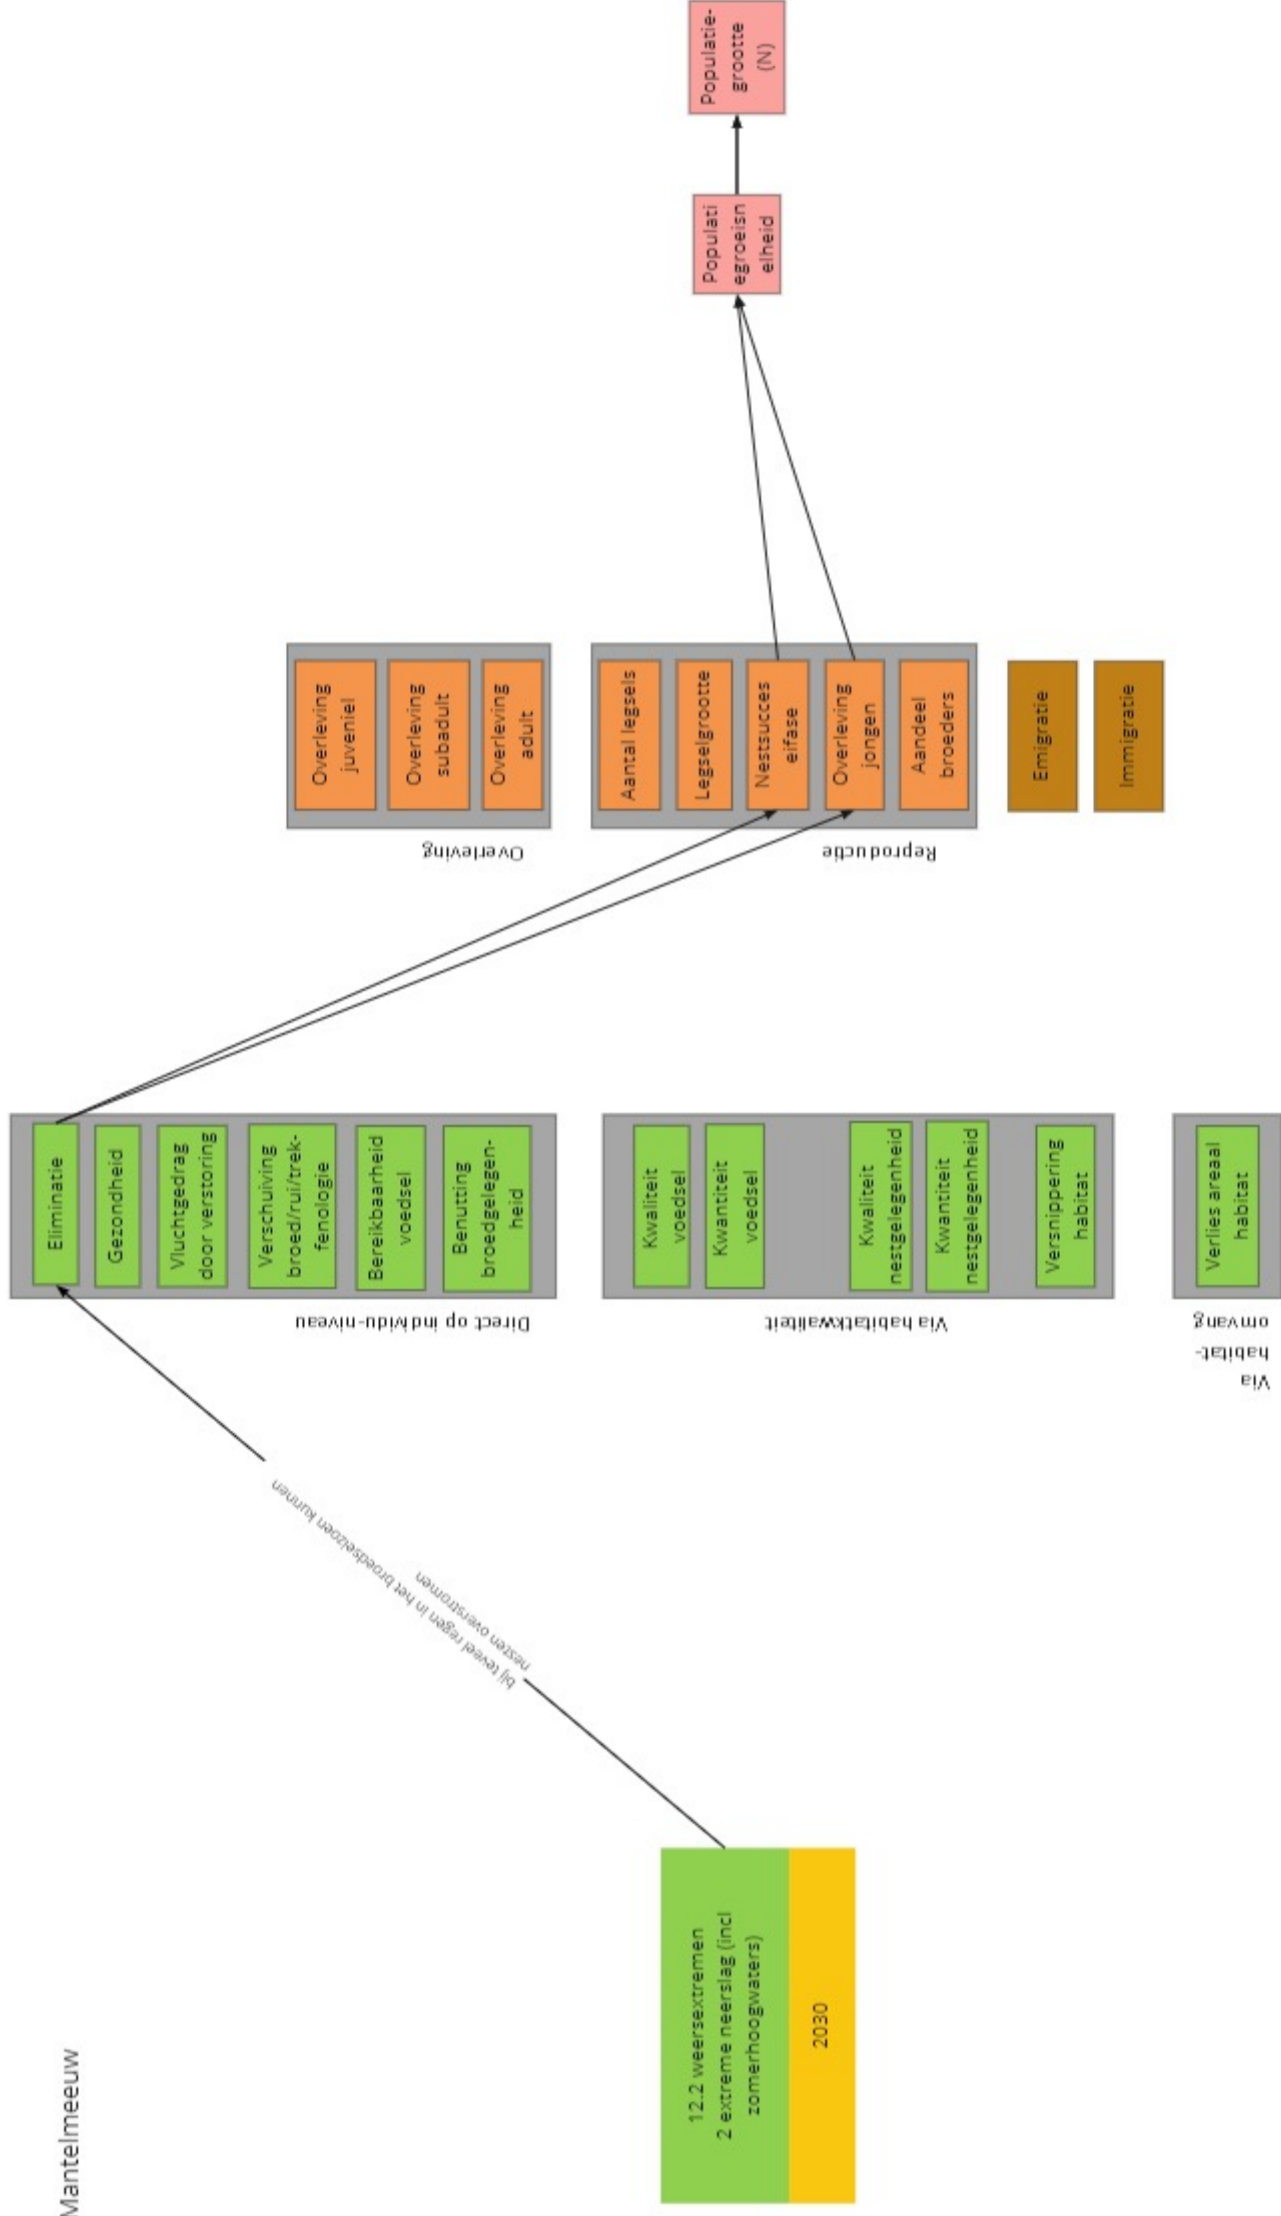 Mantelmeeuw
12.2 weersextremen
2 extreme neerslag (incl
zomerhoogwaters)
2030
bij teveel regen in het broedseizoen kunnen
nesten overstromen
Direct op individu-niveau
Eliminatie
Gezondheid
Vluchtgedrag
door verstoring
Verschuiving
broed/rui/trek-
fenologie
Bereikbaarheid
voedsel
Benutting
broedgelegen-
heid
Via habitatkwaliteit
Kwaliteit
voedsel
Kwantiteit
voedsel
Kwaliteit
nestgelegenheid
Kwantiteit
nestgelegenheid
Versnippering
habitat
Via
habitat-
omvang
Verlies areaal
habitat
Overleving
Overleving
juveniel
Overleving
subadult
Overleving
adult
Reproductie
Aantal legsels
Legselgrootte
Nestsucces
eifase
Overleving
jongen
Aandeel
broeders
Emigratie
Immigratie
Populati
egroeisn
elheid
Populatie-
grootte
(N)